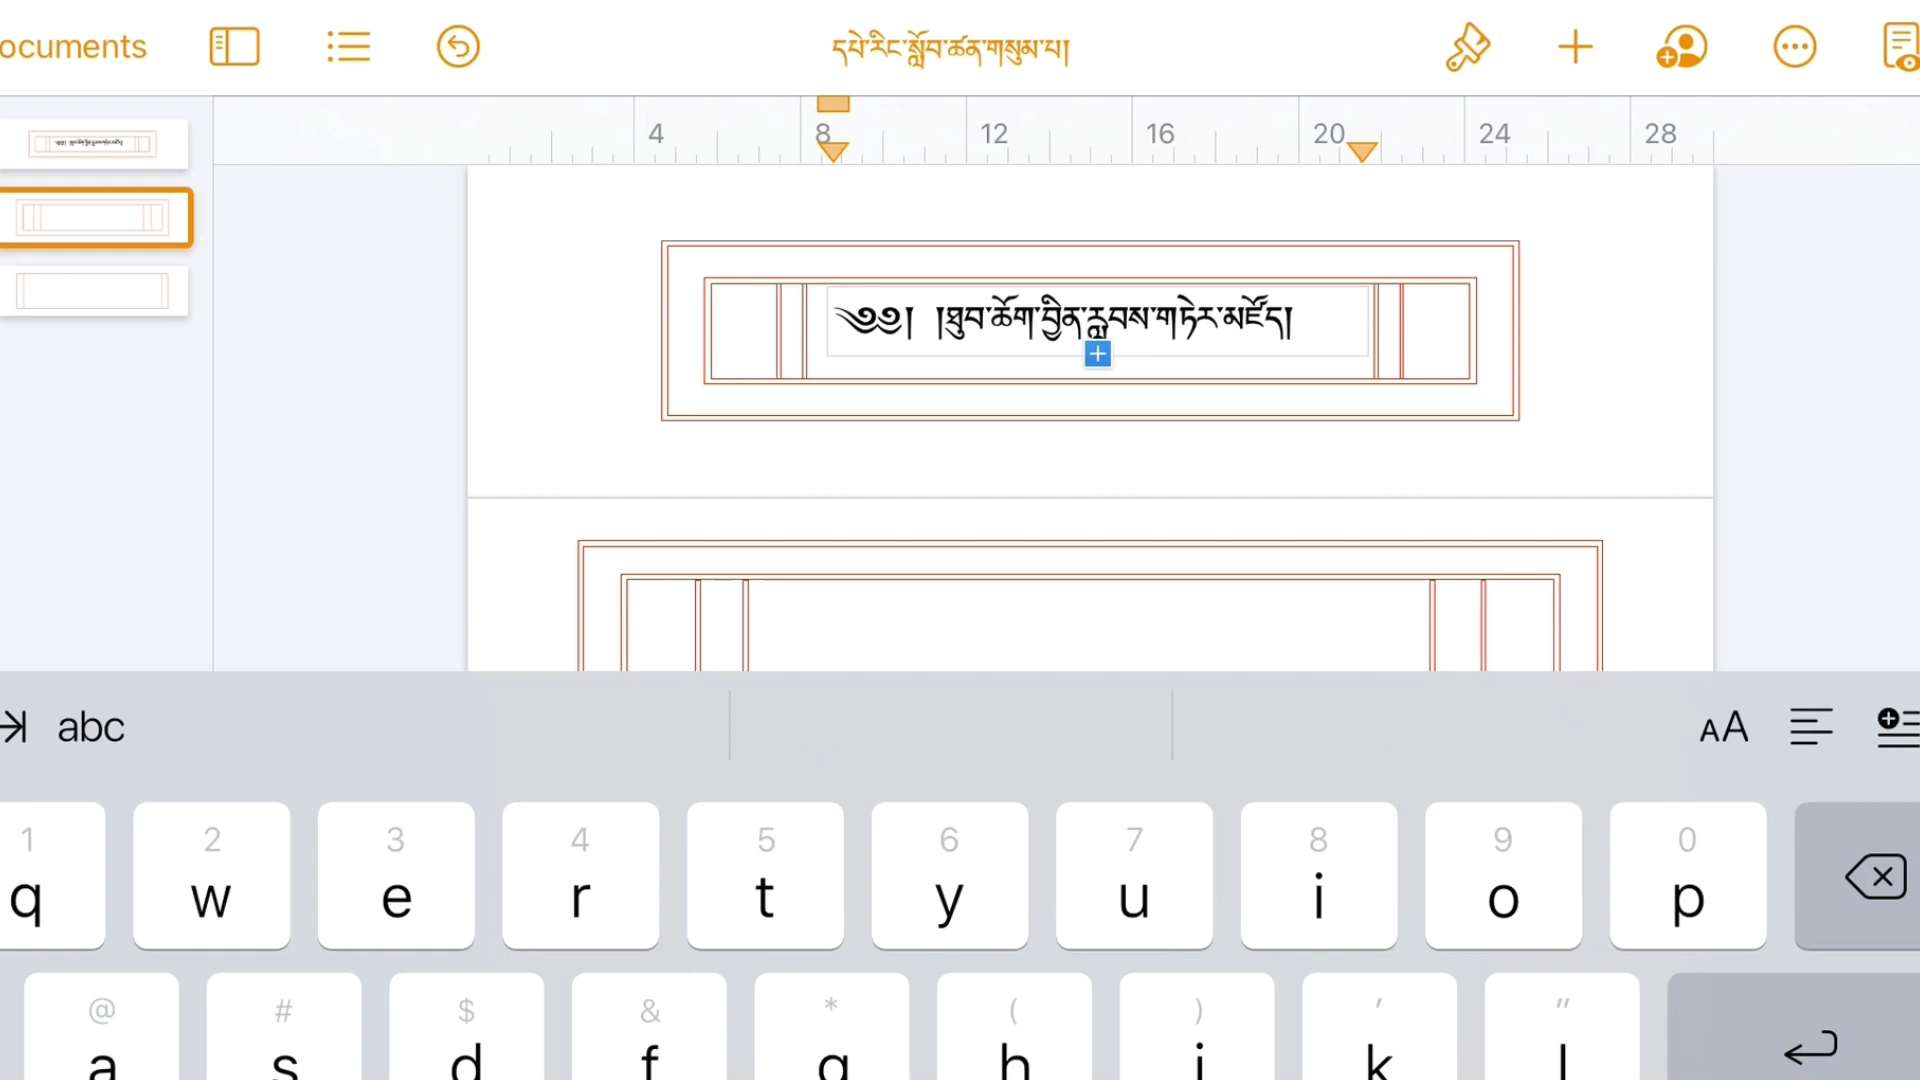 ocuments
དཔེ་རིང་སློབ་ཚན་གསུམ་པ།
4 8 12 16 20 24 28
༄༅། །ཐུབ་ཆོག་བྱིན་རླབས་གཏེར་མཛོད།
abc
AA
1 2 3 4 5 6 7 8 9 0
q w e r t y u i o p
@ # $ & * ( ) ' "
a s d f g h j k l